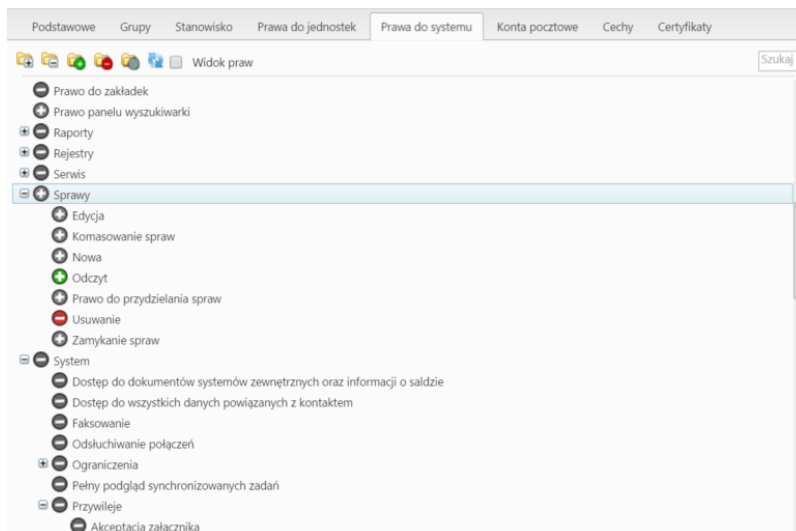 Podstawowe Grupy Stanowisko Prawa do jednostek Prawa do systemu Konta pocztowe Cechy Certyfikaty
Widok praw Szukaj
Prawo do zakładek
Prawo panelu wyszukiwarki
Raporty
Rejestry
Serwis
Sprawy
Edycja
Komasowanie spraw
Nowa
Odczyt
Prawo do przydzielania spraw
Usuwanie
Zamykanie spraw
System
Dostęp do dokumentów systemów zewnętrznych oraz informacji o saldzie
Dostęp do wszystkich danych powiązanych z kontaktem
Faksowanie
Odsłuchiwanie połączeń
Ograniczenia
Pełny podgląd synchronizowanych zadań
Przywileje
Akceptacja załącznika